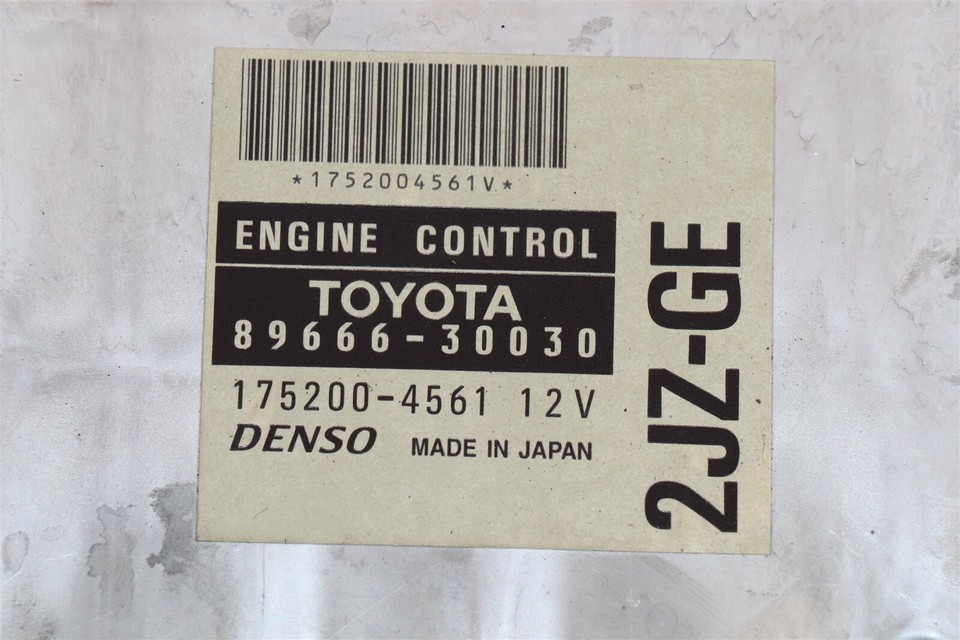 *1752004561V*
ENGINE CONTROL
TOYOTA
89666-30030
175200-4561 12V
DENSO MADE IN JAPAN
2JZ-GE